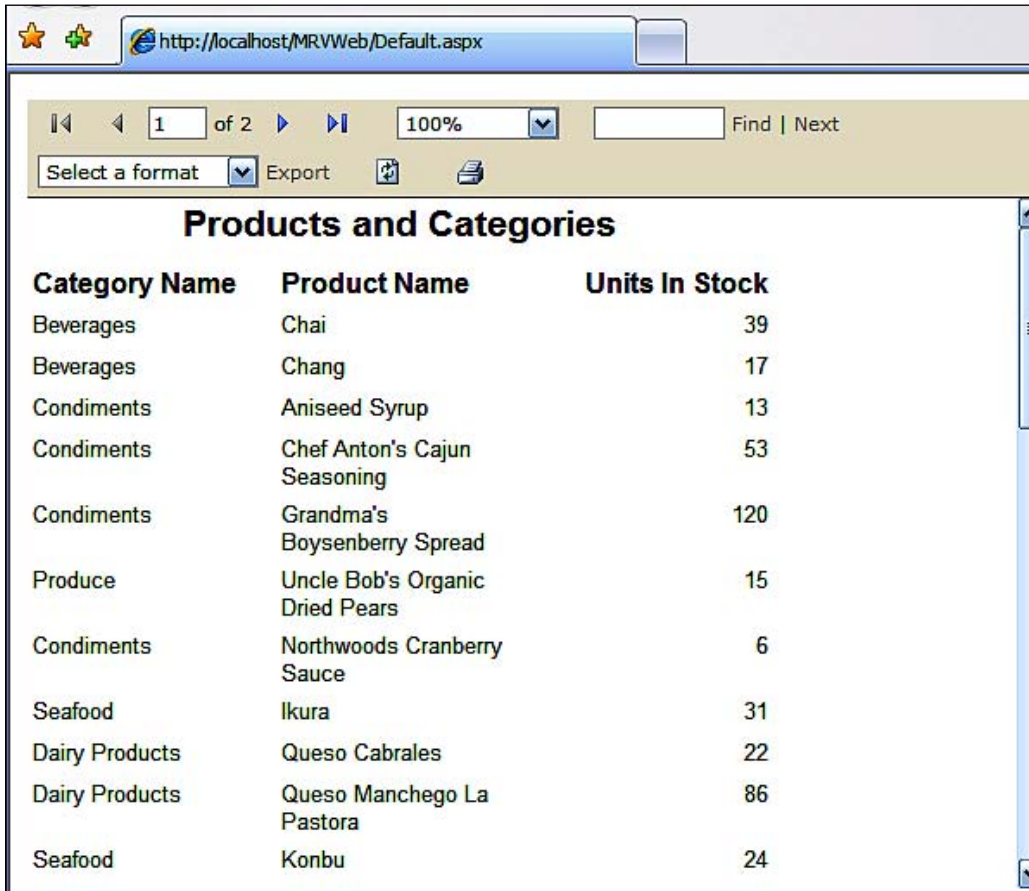 http://localhost/MRVWeb/Default.aspx
1 of 2 100% Find | Next
Select a format Export
Products and Categories
Category Name Product Name Units In Stock
Beverages Chai 39
Beverages Chang 17
Condiments Aniseed Syrup 13
Condiments Chef Anton's Cajun 53
Seasoning
Condiments Grandma's 120
Boysenberry Spread
Produce Uncle Bob's Organic 15
Dried Pears
Condiments Northwoods Cranberry 6
Sauce
Seafood Ikura 31
Dairy Products Queso Cabrales 22
Dairy Products Queso Manchego La 86
Pastora
Seafood Konbu 24